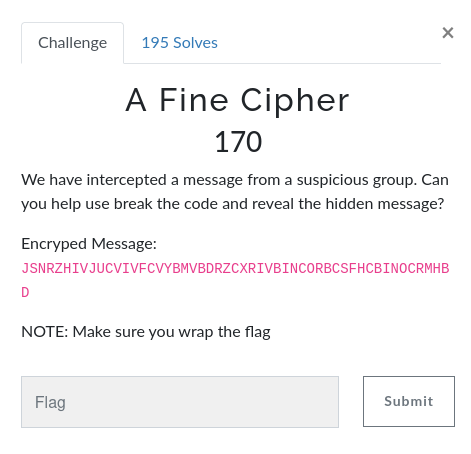 Challenge
195 Solves
×
A Fine Cipher
170
We have intercepted a message from a suspicious group. Can
you help use break the code and reveal the hidden message?
Encryped Message:
JSNRZHIVJUCVIVFCVYBMVBDRZCXRIVBINCORBCSFHCBINOCRMHB
D
NOTE: Make sure you wrap the flag
Flag
Submit